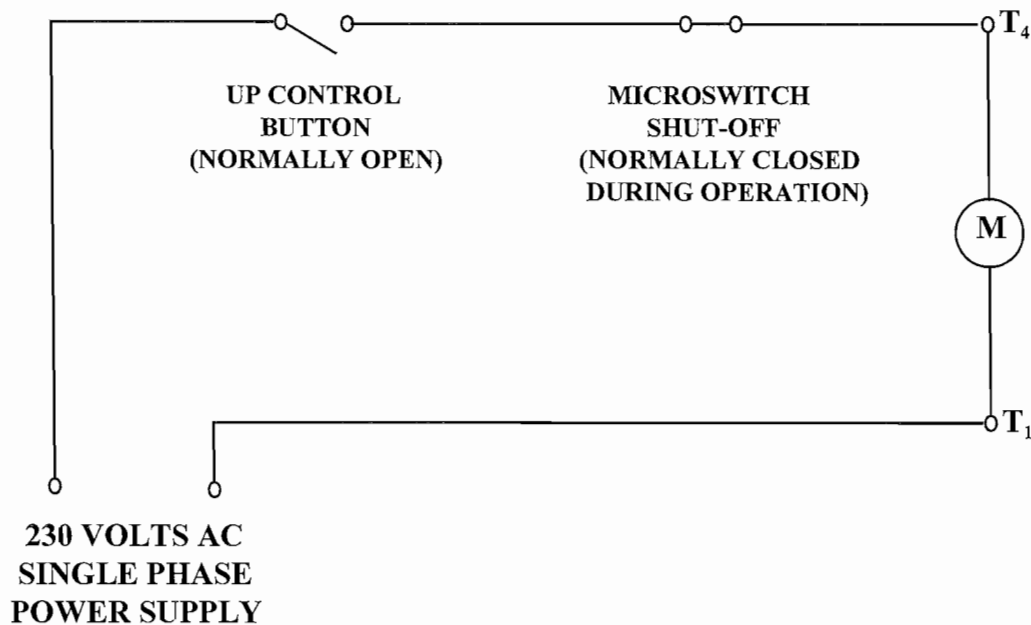 T₄
UP CONTROL
BUTTON
(NORMALLY OPEN)
MICROSWITCH
SHUT-OFF
(NORMALLY CLOSED
DURING OPERATION)
M
T₁
230 VOLTS AC
SINGLE PHASE
POWER SUPPLY